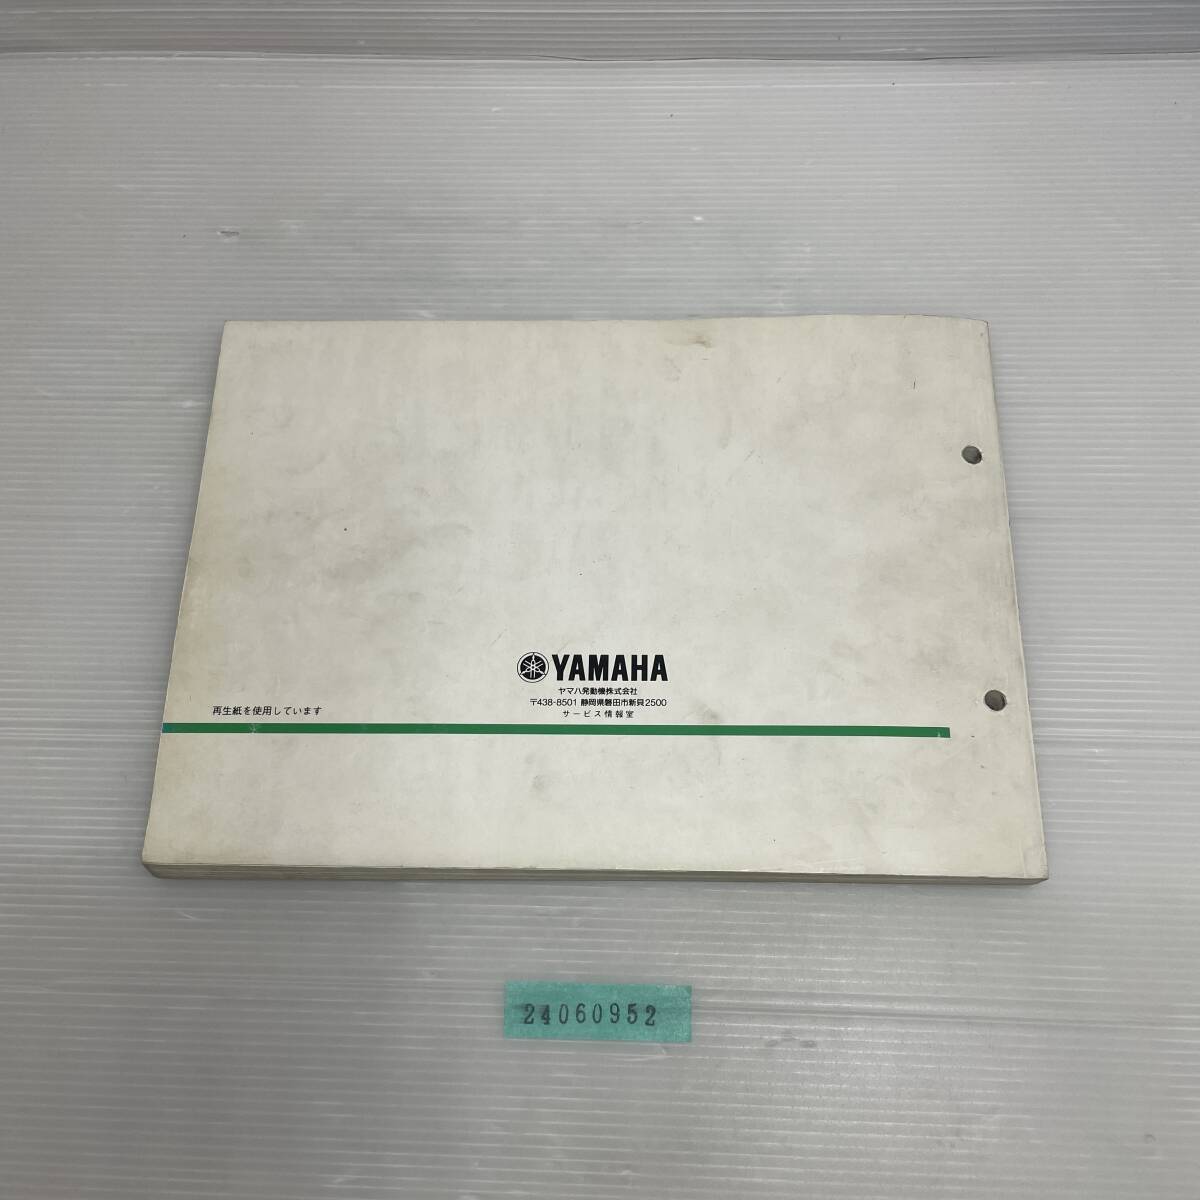 YAMAHA
ヤマハ発動機株式会社
〒438-8501 静岡県磐田市新貝2500
サービス情報室
再生紙を使用しています
24060952